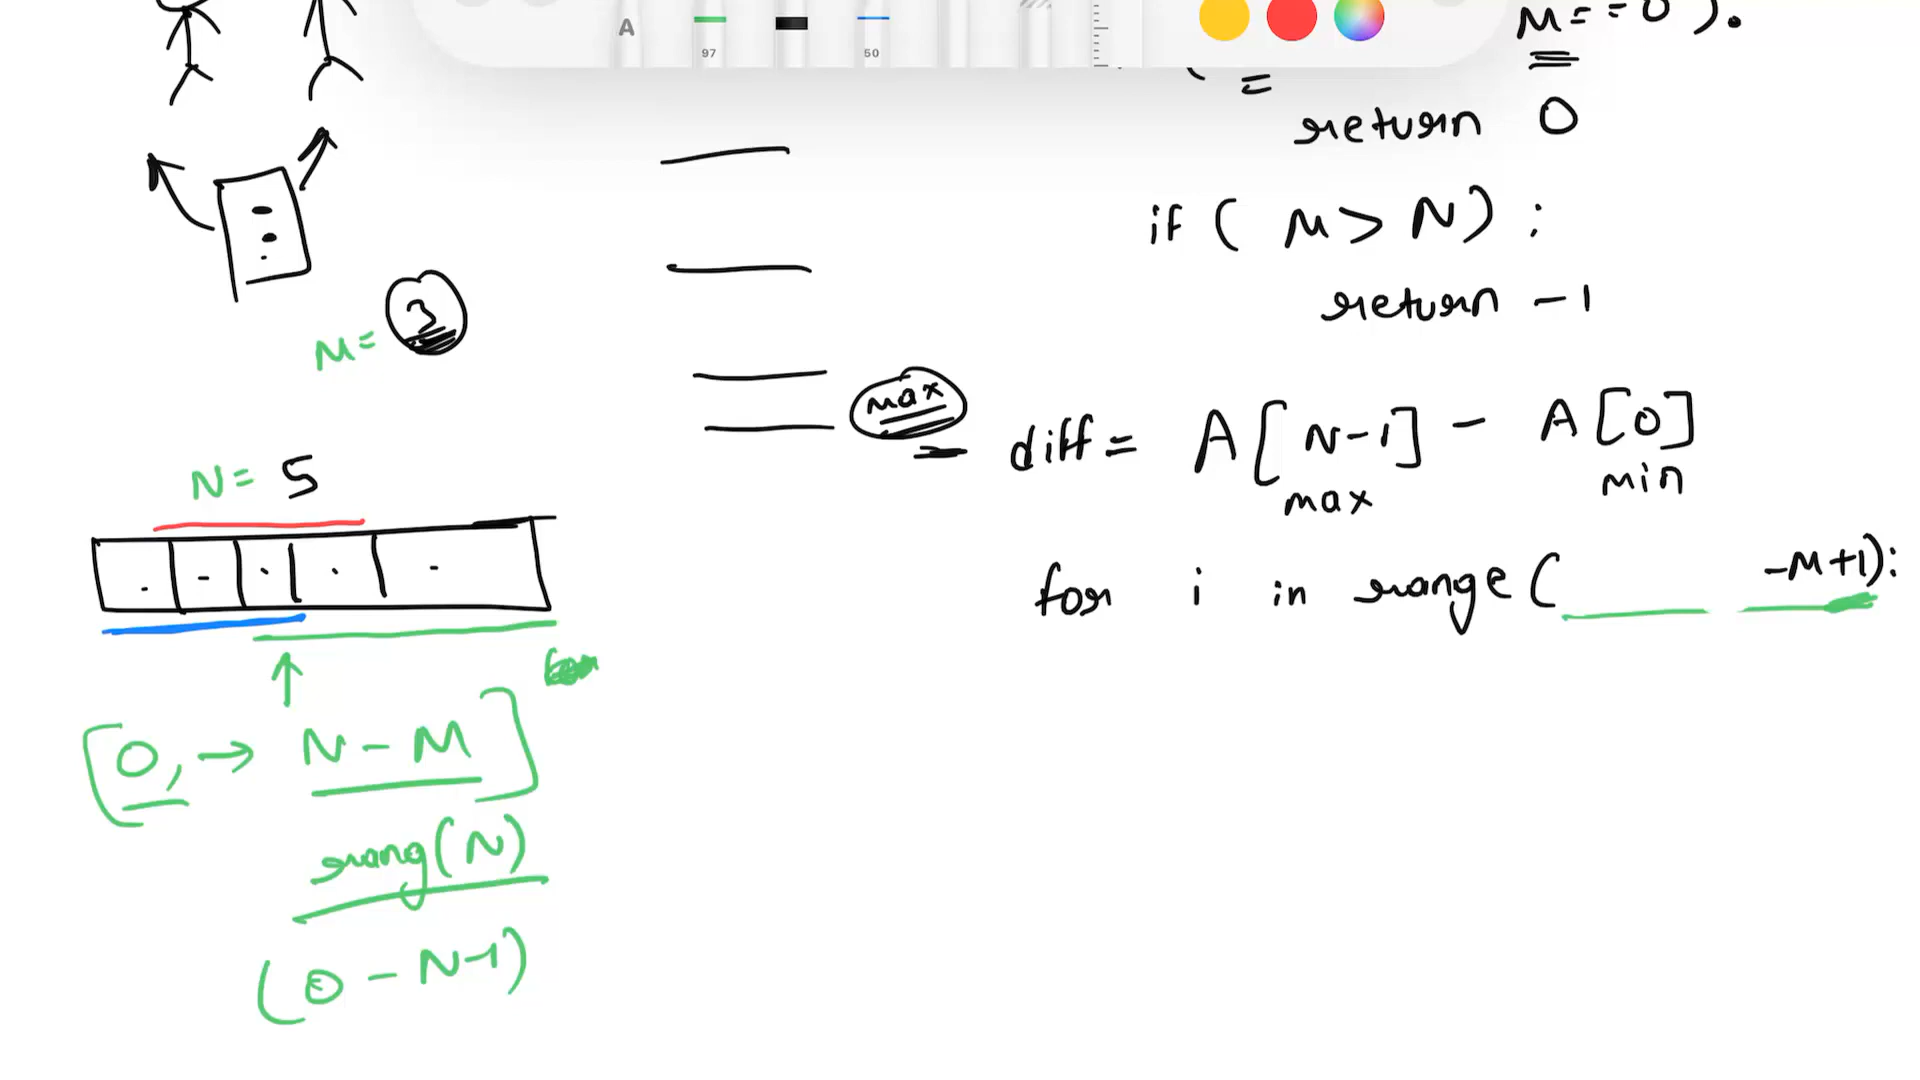 A
97
50
M = = 0 ).
return 0
if ( M > N ) :
return -1
M = 3
max
diff = A [ N-1 ] - A [ 0 ]
max min
N = 5
for i in range ( -M+1):
[ 0, → N - M ]
rang(N)
( 0 - N-1 )